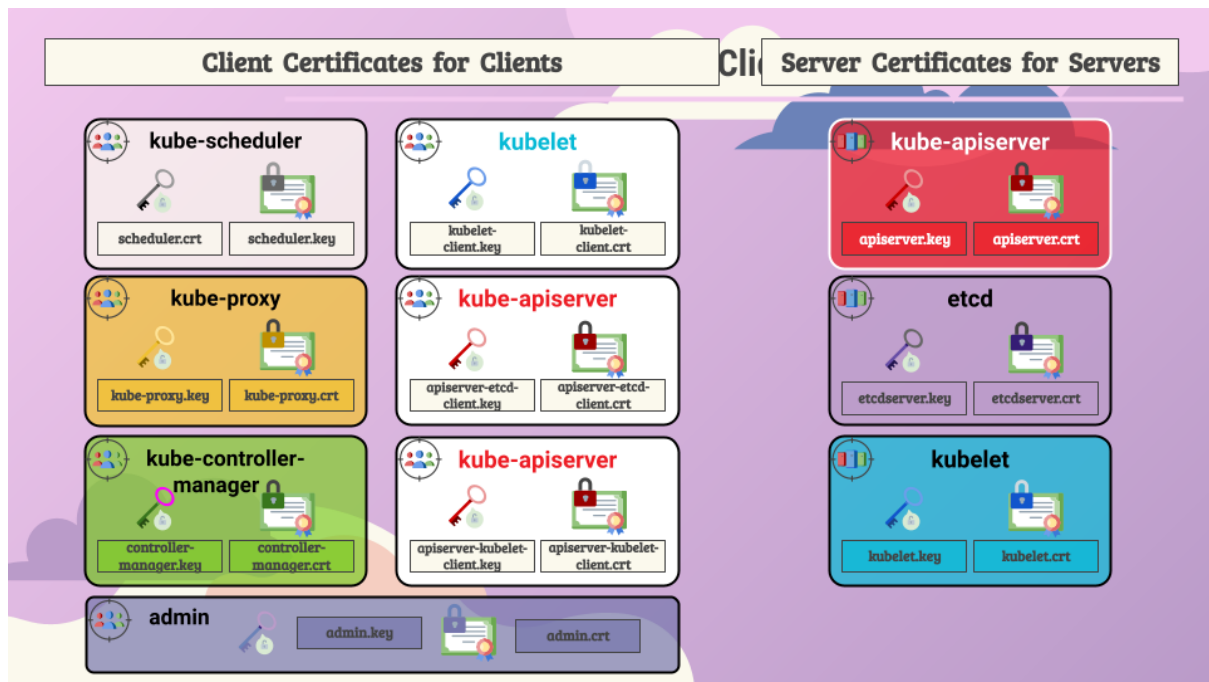 Client Certificates for Clients
Clie
Server Certificates for Servers
kube-scheduler
scheduler.crt
scheduler.key
kubelet
kubelet-
client.key
kubelet-
client.crt
kube-apiserver
apiserver.key
apiserver.crt
kube-proxy
kube-proxy.key
kube-proxy.crt
kube-apiserver
apiserver-etcd-
client.key
apiserver-etcd-
client.crt
etcd
etcdserver.key
etcdserver.crt
kube-controller-
manager
controller-
manager.key
controller-
manager.crt
kube-apiserver
apiserver-kubelet-
client.key
apiserver-kubelet-
client.crt
kubelet
kubelet.key
kubelet.crt
admin
admin.key
admin.crt